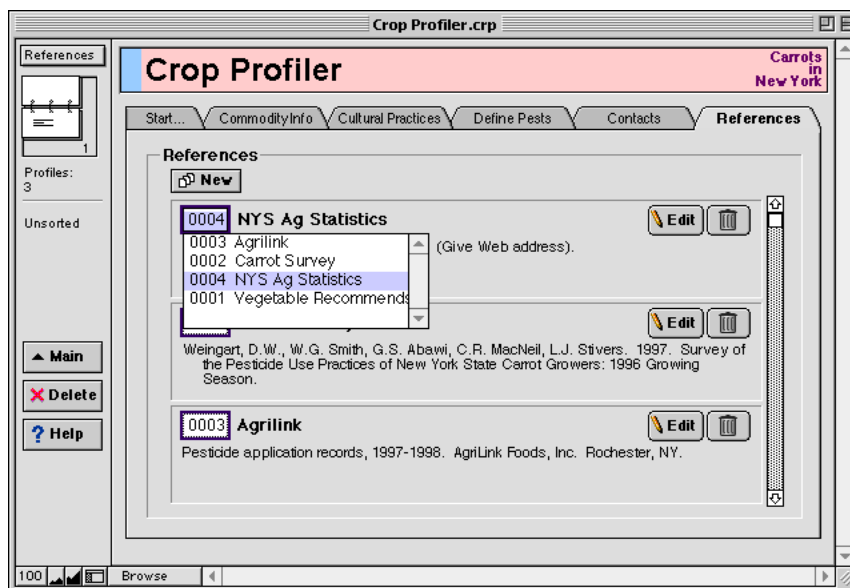 Crop Profiler.crp
References
1
Profiles:
3
Unsorted
Main
Delete
? Help
Crop Profiler
Carrots
in
New York
Start...
CommodityInfo
Cultural Practices
Define Pests
Contacts
References
References
New
0004 NYS Ag Statistics
Edit
0003 Agrilink
0002 Carrot Survey
0004 NYS Ag Statistics
0001 Vegetable Recommends
(Give Web address).
Edit
Weingart, D.W., W.G. Smith, G.S. Abawi, C.R. MacNeil, L.J. Stivers. 1997. Survey of
the Pesticide Use Practices of New York State Carrot Growers: 1996 Growing
Season.
0003 Agrilink
Edit
Pesticide application records, 1997-1998. AgriLink Foods, Inc. Rochester, NY.
100
Browse